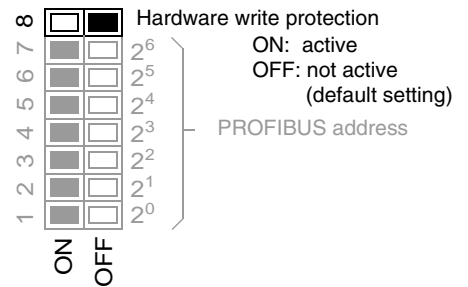 8 Hardware write protection
ON: active
OFF: not active
(default setting)
7 2⁶
6 2⁵
5 2⁴
4 2³ PROFIBUS address
3 2²
2 2¹
1 2⁰
ON OFF